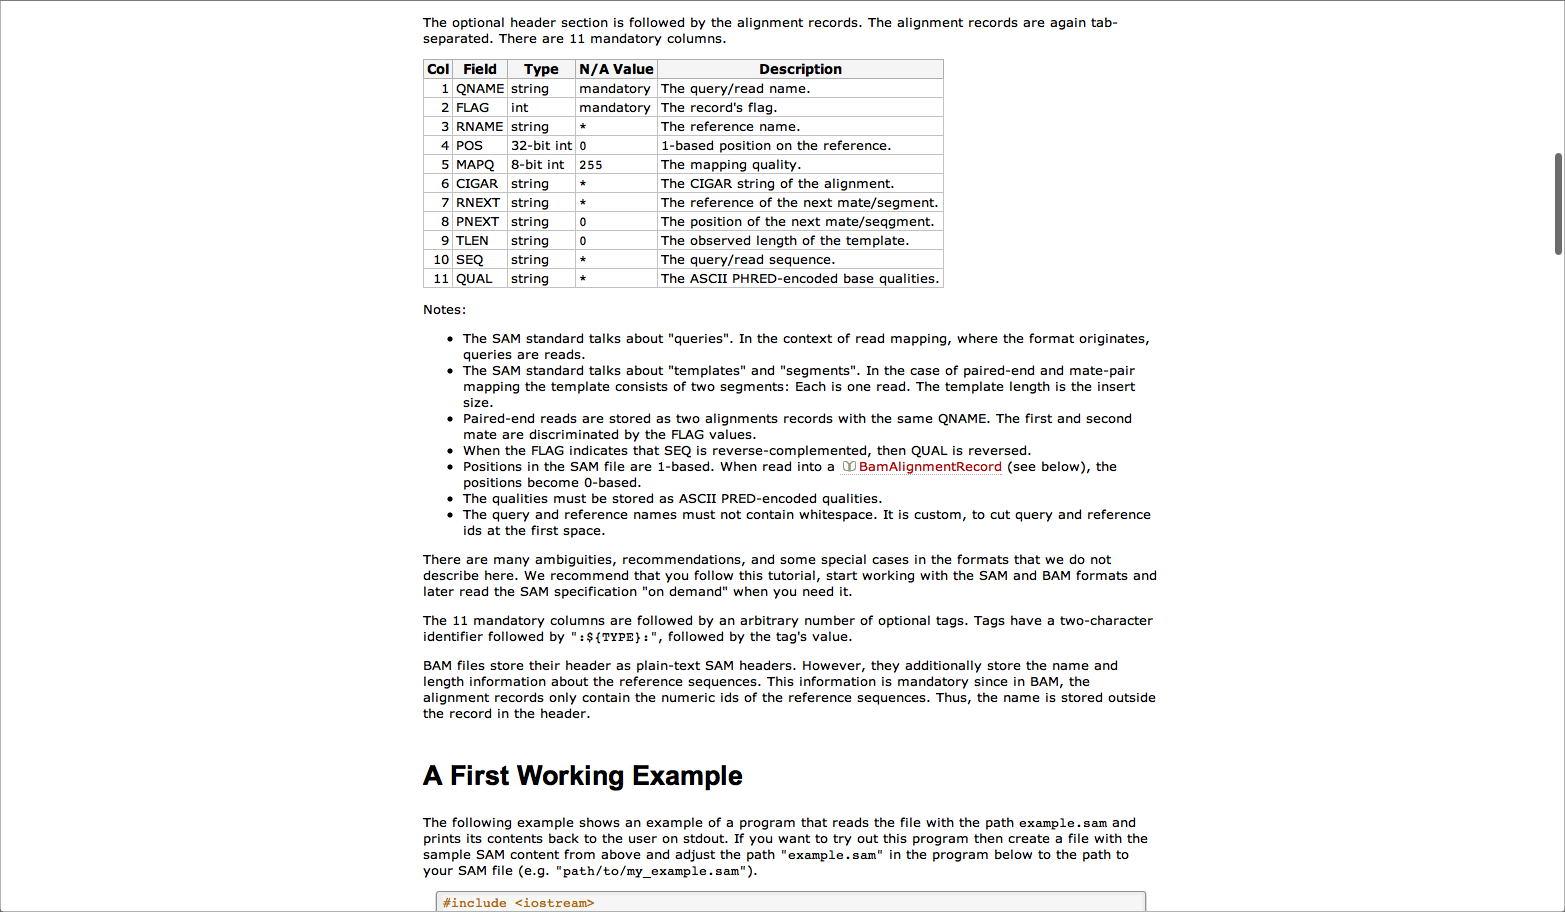 The optional header section is followed by the alignment records. The alignment records are again tab-
separated. There are 11 mandatory columns.
Col Field Type N/A Value Description
1 QNAME string mandatory The query/read name.
2 FLAG int mandatory The record's flag.
3 RNAME string * The reference name.
4 POS 32-bit int 0 1-based position on the reference.
5 MAPQ 8-bit int 255 The mapping quality.
6 CIGAR string * The CIGAR string of the alignment.
7 RNEXT string * The reference of the next mate/segment.
8 PNEXT string 0 The position of the next mate/seqgment.
9 TLEN string 0 The observed length of the template.
10 SEQ string * The query/read sequence.
11 QUAL string * The ASCII PHRED-encoded base qualities.
Notes:
• The SAM standard talks about "queries". In the context of read mapping, where the format originates,
queries are reads.
• The SAM standard talks about "templates" and "segments". In the case of paired-end and mate-pair
mapping the template consists of two segments: Each is one read. The template length is the insert
size.
• Paired-end reads are stored as two alignments records with the same QNAME. The first and second
mate are discriminated by the FLAG values.
• When the FLAG indicates that SEQ is reverse-complemented, then QUAL is reversed.
• Positions in the SAM file are 1-based. When read into a BamAlignmentRecord (see below), the
positions become 0-based.
• The qualities must be stored as ASCII PRED-encoded qualities.
• The query and reference names must not contain whitespace. It is custom, to cut query and reference
ids at the first space.
There are many ambiguities, recommendations, and some special cases in the formats that we do not
describe here. We recommend that you follow this tutorial, start working with the SAM and BAM formats and
later read the SAM specification "on demand" when you need it.
The 11 mandatory columns are followed by an arbitrary number of optional tags. Tags have a two-character
identifier followed by ":${TYPE}:", followed by the tag's value.
BAM files store their header as plain-text SAM headers. However, they additionally store the name and
length information about the reference sequences. This information is mandatory since in BAM, the
alignment records only contain the numeric ids of the reference sequences. Thus, the name is stored outside
the record in the header.
A First Working Example
The following example shows an example of a program that reads the file with the path example.sam and
prints its contents back to the user on stdout. If you want to try out this program then create a file with the
sample SAM content from above and adjust the path "example.sam" in the program below to the path to
your SAM file (e.g. "path/to/my_example.sam").
#include <iostream>